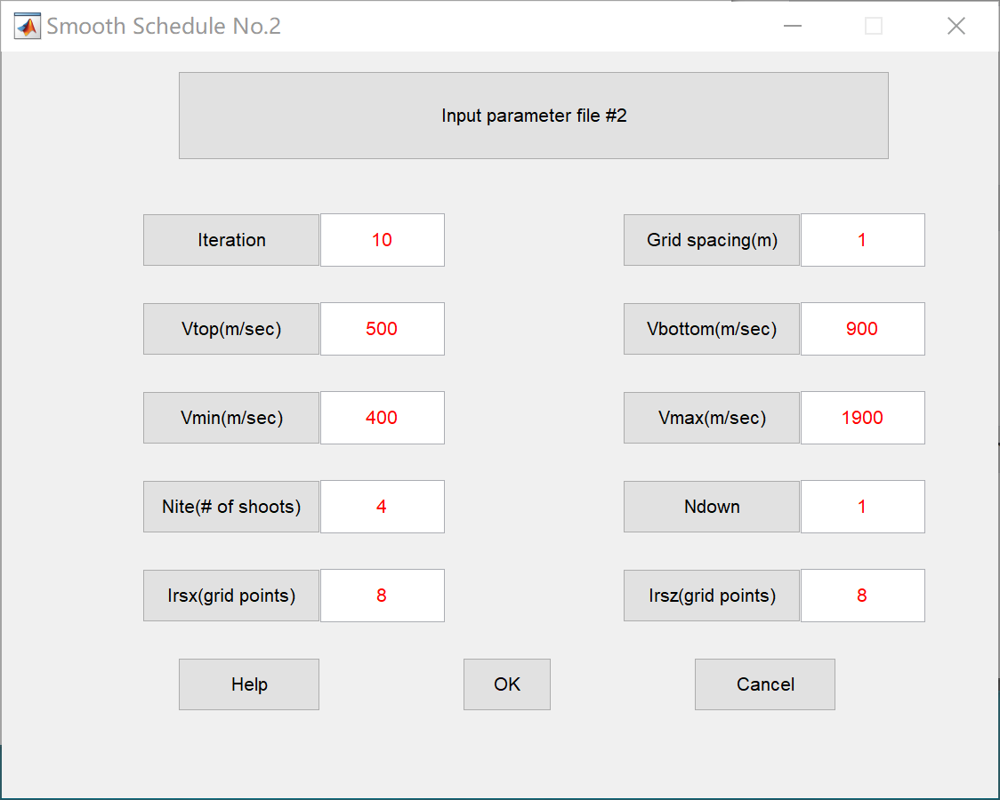 Smooth Schedule No.2
Input parameter file #2
Iteration 10 Grid spacing(m) 1
Vtop(m/sec) 500 Vbottom(m/sec) 900
Vmin(m/sec) 400 Vmax(m/sec) 1900
Nite(# of shoots) 4 Ndown 1
Irsx(grid points) 8 Irsz(grid points) 8
Help OK Cancel